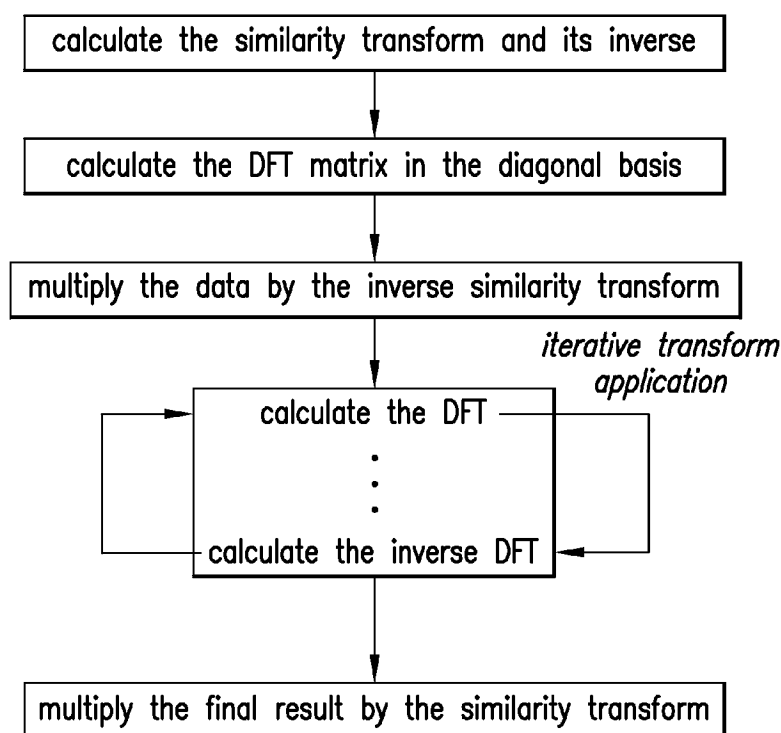 calculate the similarity transform and its inverse
calculate the DFT matrix in the diagonal basis
multiply the data by the inverse similarity transform
iterative transform
application
calculate the DFT
calculate the inverse DFT
multiply the final result by the similarity transform